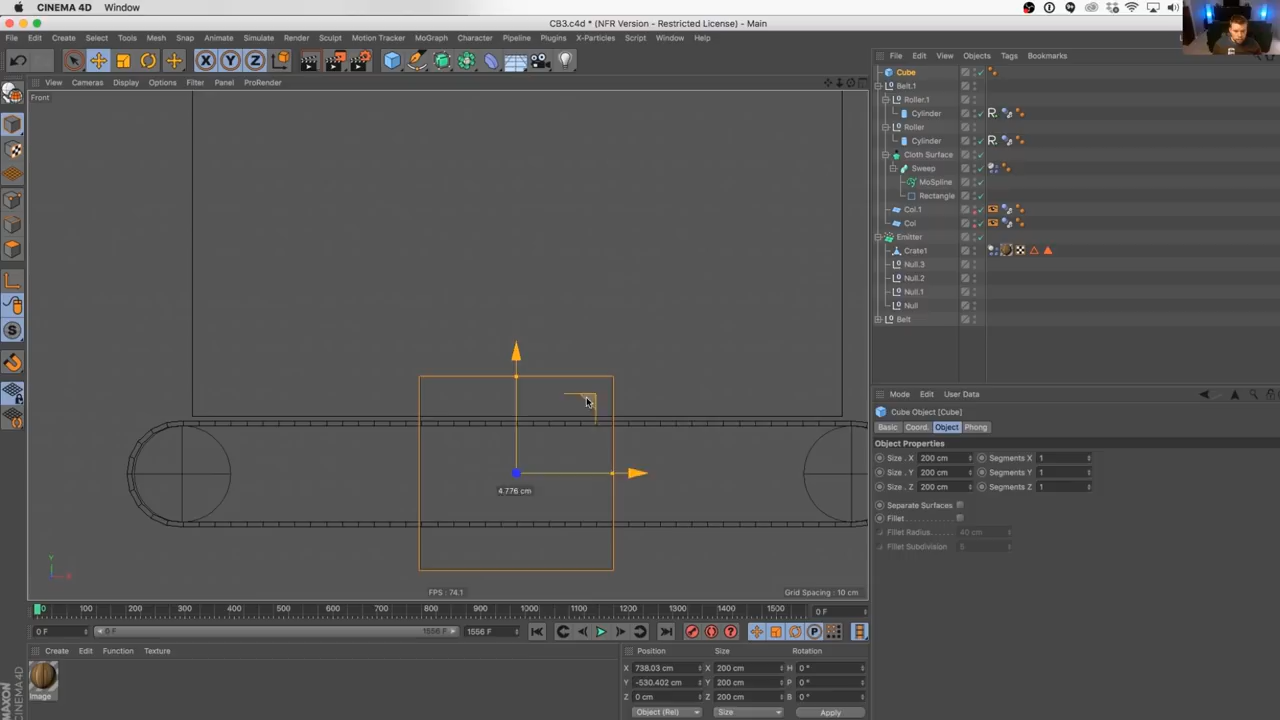 CINEMA 4D Window
CB3.c4d * (NFR Version - Restricted License) - Main
File Edit Create Select Tools Mesh Snap Animate Simulate Render Sculpt Motion Tracker MoGraph Character Pipeline Plugins X-Particles Script Window Help
File Edit View Objects Tags Bookmarks
View Cameras Display Options Filter Panel ProRender
Front
Cube
Belt.1
Roller.1
Cylinder
Roller
Cylinder
Cloth Surface
Sweep
MoSpline
Rectangle
Col.1
Col
Emitter
Crate1
Null.3
Null.2
Null.1
Null
Belt
4.776 cm
Y
X
FPS : 74.1
Grid Spacing : 10 cm
Mode Edit User Data
Cube Object [Cube]
Basic Coord. Object Phong
Object Properties
Size . X 200 cm Segments X 1
Size . Y 200 cm Segments Y 1
Size . Z 200 cm Segments Z 1
Separate Surfaces
Fillet
Fillet Radius 40 cm
Fillet Subdivision 5
0 100 200 300 400 500 600 700 800 900 1000 1100 1200 1300 1400 1500 0 F
0 F 0 F 1556 F 1556 F
Create Edit Function Texture
Image
Position Size Rotation
X 738.03 cm X 200 cm H 0 °
Y -530.402 cm Y 200 cm P 0 °
Z 0 cm Z 200 cm B 0 °
Object (Rel) Size Apply
MAXON CINEMA 4D